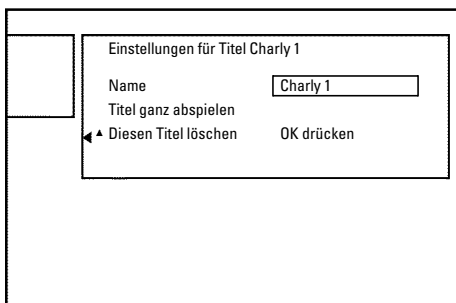 Einstellungen für Titel Charly 1
Name Charly 1
Titel ganz abspielen
Diesen Titel löschen OK drücken